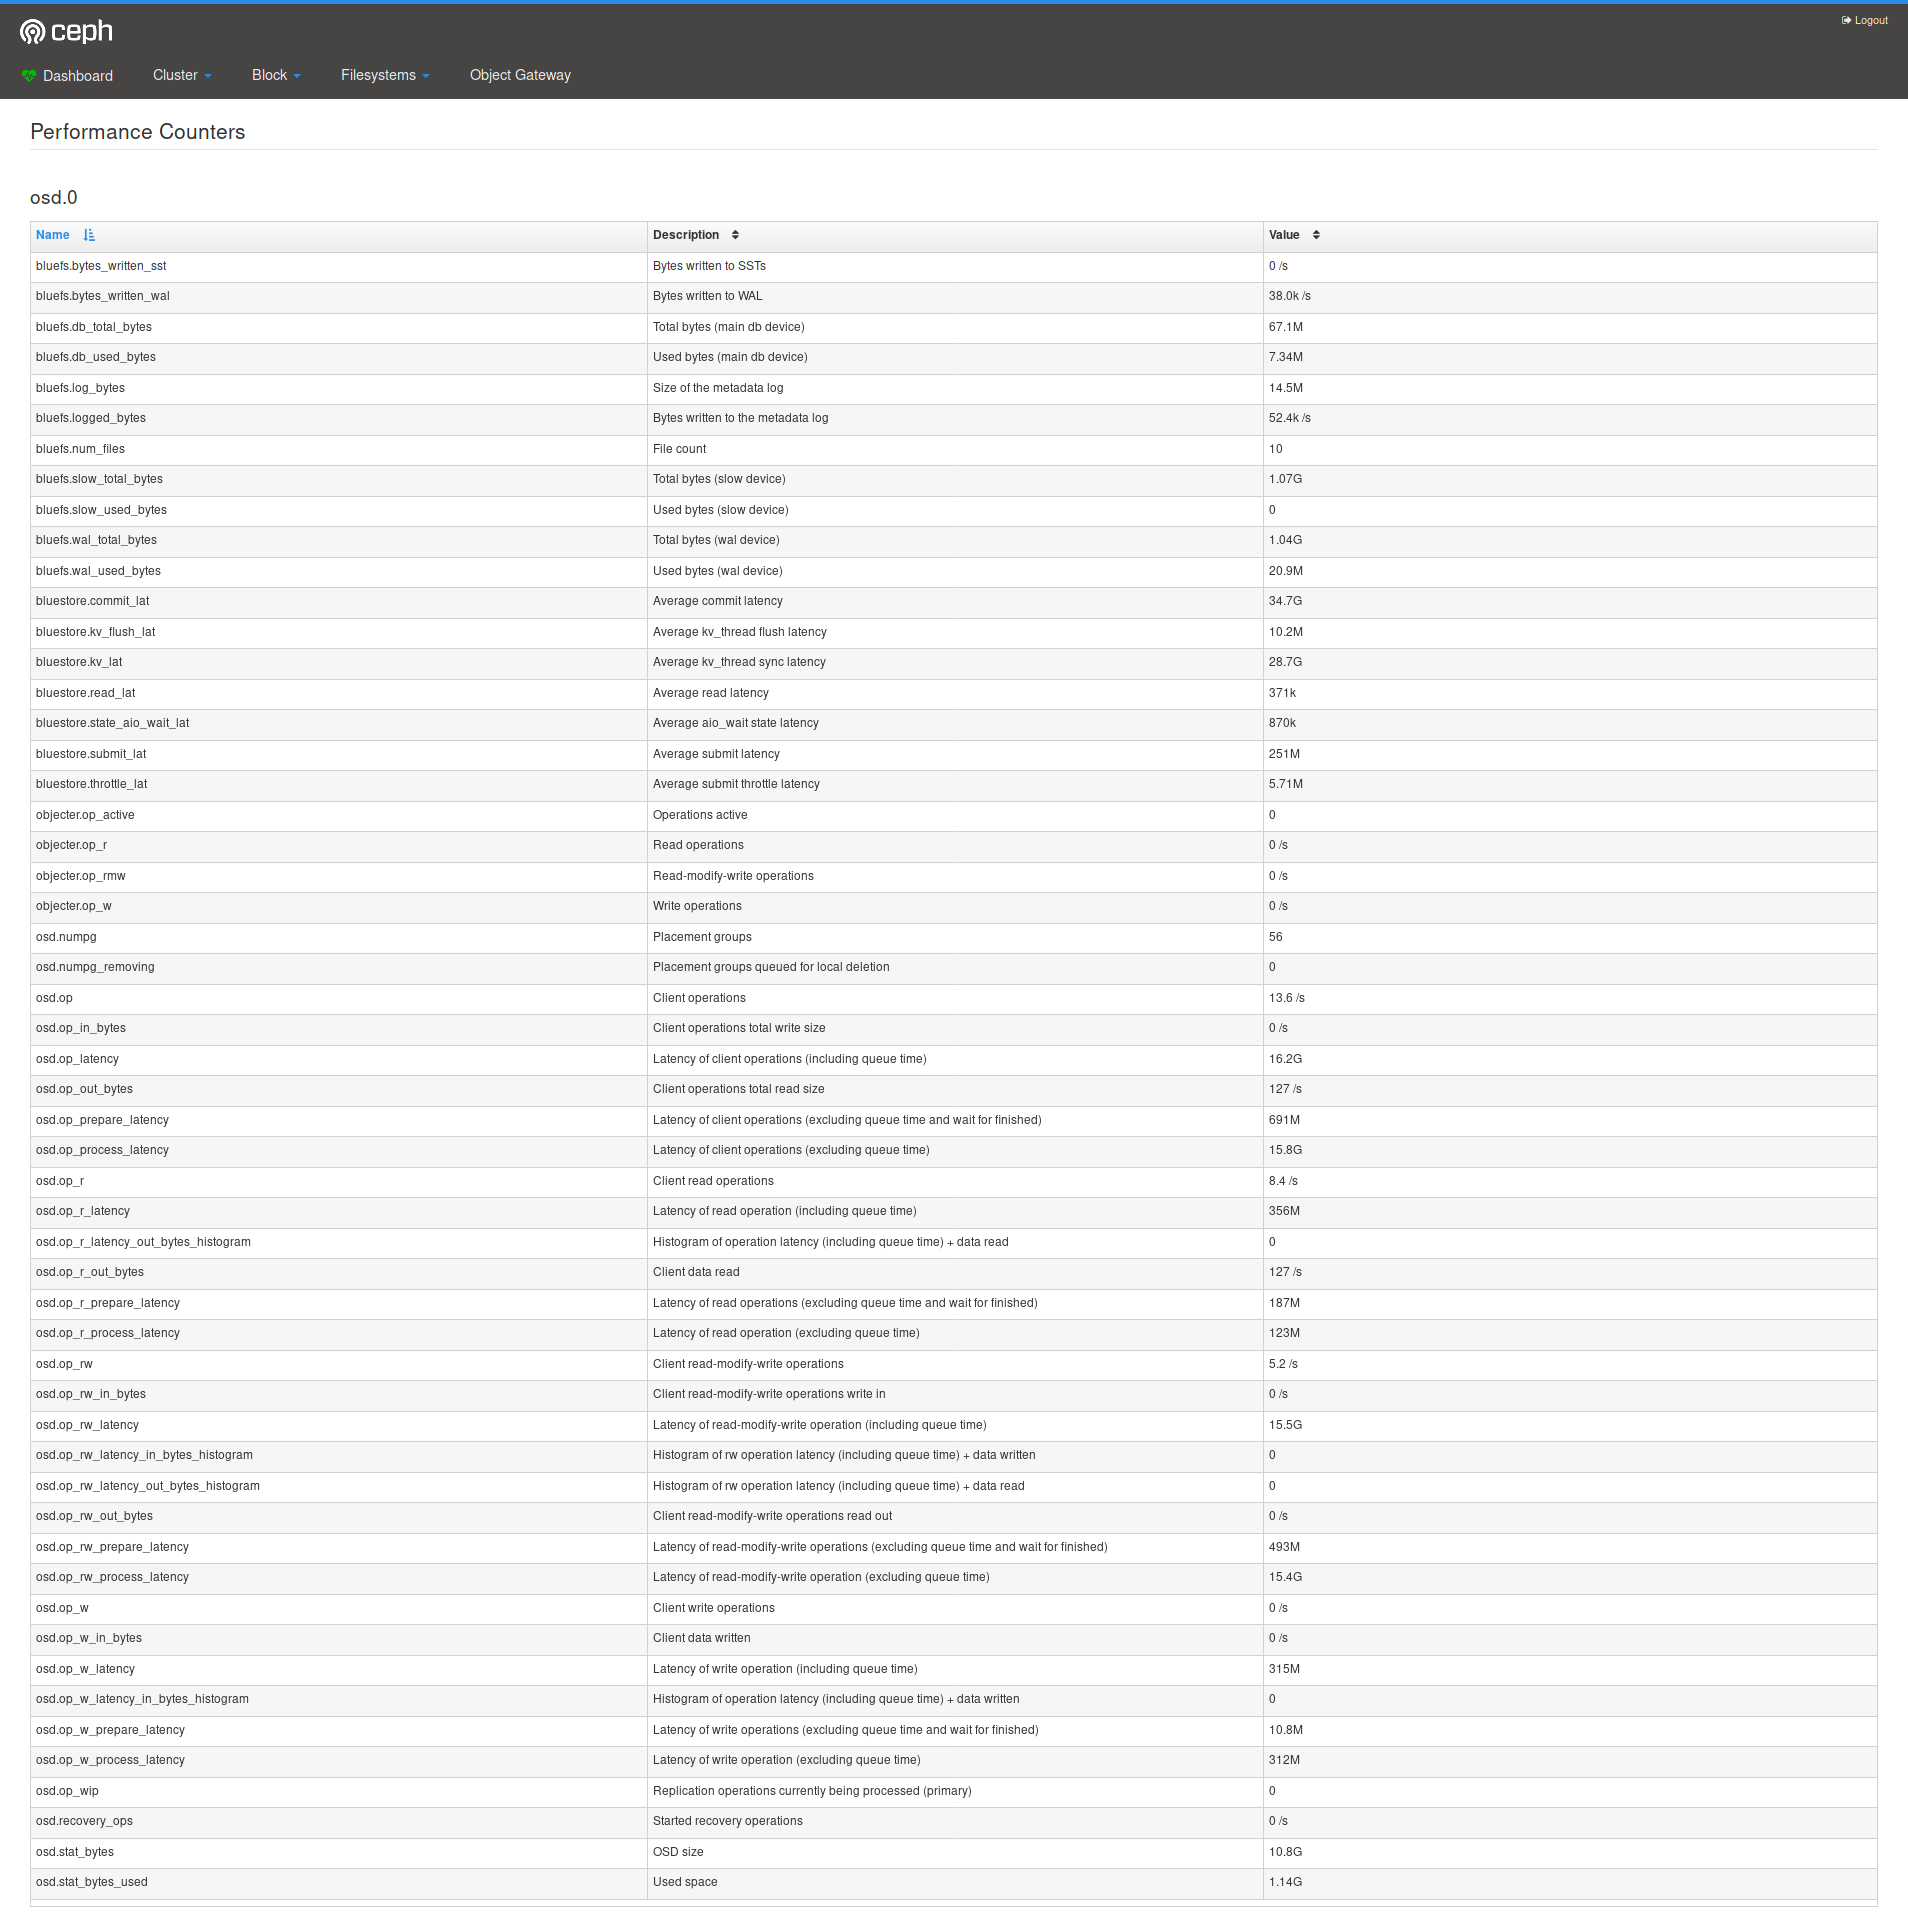 ceph
Logout
Dashboard Cluster Block Filesystems Object Gateway
Performance Counters
osd.0
Name Description Value
bluefs.bytes_written_sst Bytes written to SSTs 0 /s
bluefs.bytes_written_wal Bytes written to WAL 38.0k /s
bluefs.db_total_bytes Total bytes (main db device) 67.1M
bluefs.db_used_bytes Used bytes (main db device) 7.34M
bluefs.log_bytes Size of the metadata log 14.5M
bluefs.logged_bytes Bytes written to the metadata log 52.4k /s
bluefs.num_files File count 10
bluefs.slow_total_bytes Total bytes (slow device) 1.07G
bluefs.slow_used_bytes Used bytes (slow device) 0
bluefs.wal_total_bytes Total bytes (wal device) 1.04G
bluefs.wal_used_bytes Used bytes (wal device) 20.9M
bluestore.commit_lat Average commit latency 34.7G
bluestore.kv_flush_lat Average kv_thread flush latency 10.2M
bluestore.kv_lat Average kv_thread sync latency 28.7G
bluestore.read_lat Average read latency 371k
bluestore.state_aio_wait_lat Average aio_wait state latency 870k
bluestore.submit_lat Average submit latency 251M
bluestore.throttle_lat Average submit throttle latency 5.71M
objecter.op_active Operations active 0
objecter.op_r Read operations 0 /s
objecter.op_rmw Read-modify-write operations 0 /s
objecter.op_w Write operations 0 /s
osd.numpg Placement groups 56
osd.numpg_removing Placement groups queued for local deletion 0
osd.op Client operations 13.6 /s
osd.op_in_bytes Client operations total write size 0 /s
osd.op_latency Latency of client operations (including queue time) 16.2G
osd.op_out_bytes Client operations total read size 127 /s
osd.op_prepare_latency Latency of client operations (excluding queue time and wait for finished) 691M
osd.op_process_latency Latency of client operations (excluding queue time) 15.8G
osd.op_r Client read operations 8.4 /s
osd.op_r_latency Latency of read operation (including queue time) 356M
osd.op_r_latency_out_bytes_histogram Histogram of operation latency (including queue time) + data read 0
osd.op_r_out_bytes Client data read 127 /s
osd.op_r_prepare_latency Latency of read operations (excluding queue time and wait for finished) 187M
osd.op_r_process_latency Latency of read operation (excluding queue time) 123M
osd.op_rw Client read-modify-write operations 5.2 /s
osd.op_rw_in_bytes Client read-modify-write operations write in 0 /s
osd.op_rw_latency Latency of read-modify-write operation (including queue time) 15.5G
osd.op_rw_latency_in_bytes_histogram Histogram of rw operation latency (including queue time) + data written 0
osd.op_rw_latency_out_bytes_histogram Histogram of rw operation latency (including queue time) + data read 0
osd.op_rw_out_bytes Client read-modify-write operations read out 0 /s
osd.op_rw_prepare_latency Latency of read-modify-write operations (excluding queue time and wait for finished) 493M
osd.op_rw_process_latency Latency of read-modify-write operation (excluding queue time) 15.4G
osd.op_w Client write operations 0 /s
osd.op_w_in_bytes Client data written 0 /s
osd.op_w_latency Latency of write operation (including queue time) 315M
osd.op_w_latency_in_bytes_histogram Histogram of operation latency (including queue time) + data written 0
osd.op_w_prepare_latency Latency of write operations (excluding queue time and wait for finished) 10.8M
osd.op_w_process_latency Latency of write operation (excluding queue time) 312M
osd.op_wip Replication operations currently being processed (primary) 0
osd.recovery_ops Started recovery operations 0 /s
osd.stat_bytes OSD size 10.8G
osd.stat_bytes_used Used space 1.14G